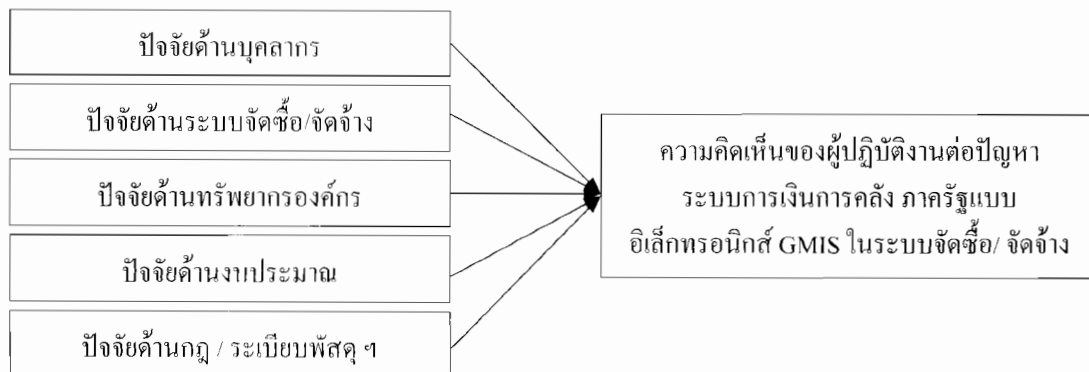 ปัจจัยด้านบุคลากร
ปัจจัยด้านระบบจัดซื้อ/จัดจ้าง
ปัจจัยด้านทรัพยากรองค์กร
ปัจจัยด้านงบประมาณ
ปัจจัยด้านกฎ / ระเบียบพัสดุ ฯ
ความคิดเห็นของผู้ปฏิบัติงานต่อปัญหา
ระบบการเงินการคลัง ภาครัฐแบบ
อิเล็กทรอนิกส์ GMIS ในระบบจัดซื้อ/ จัดจ้าง